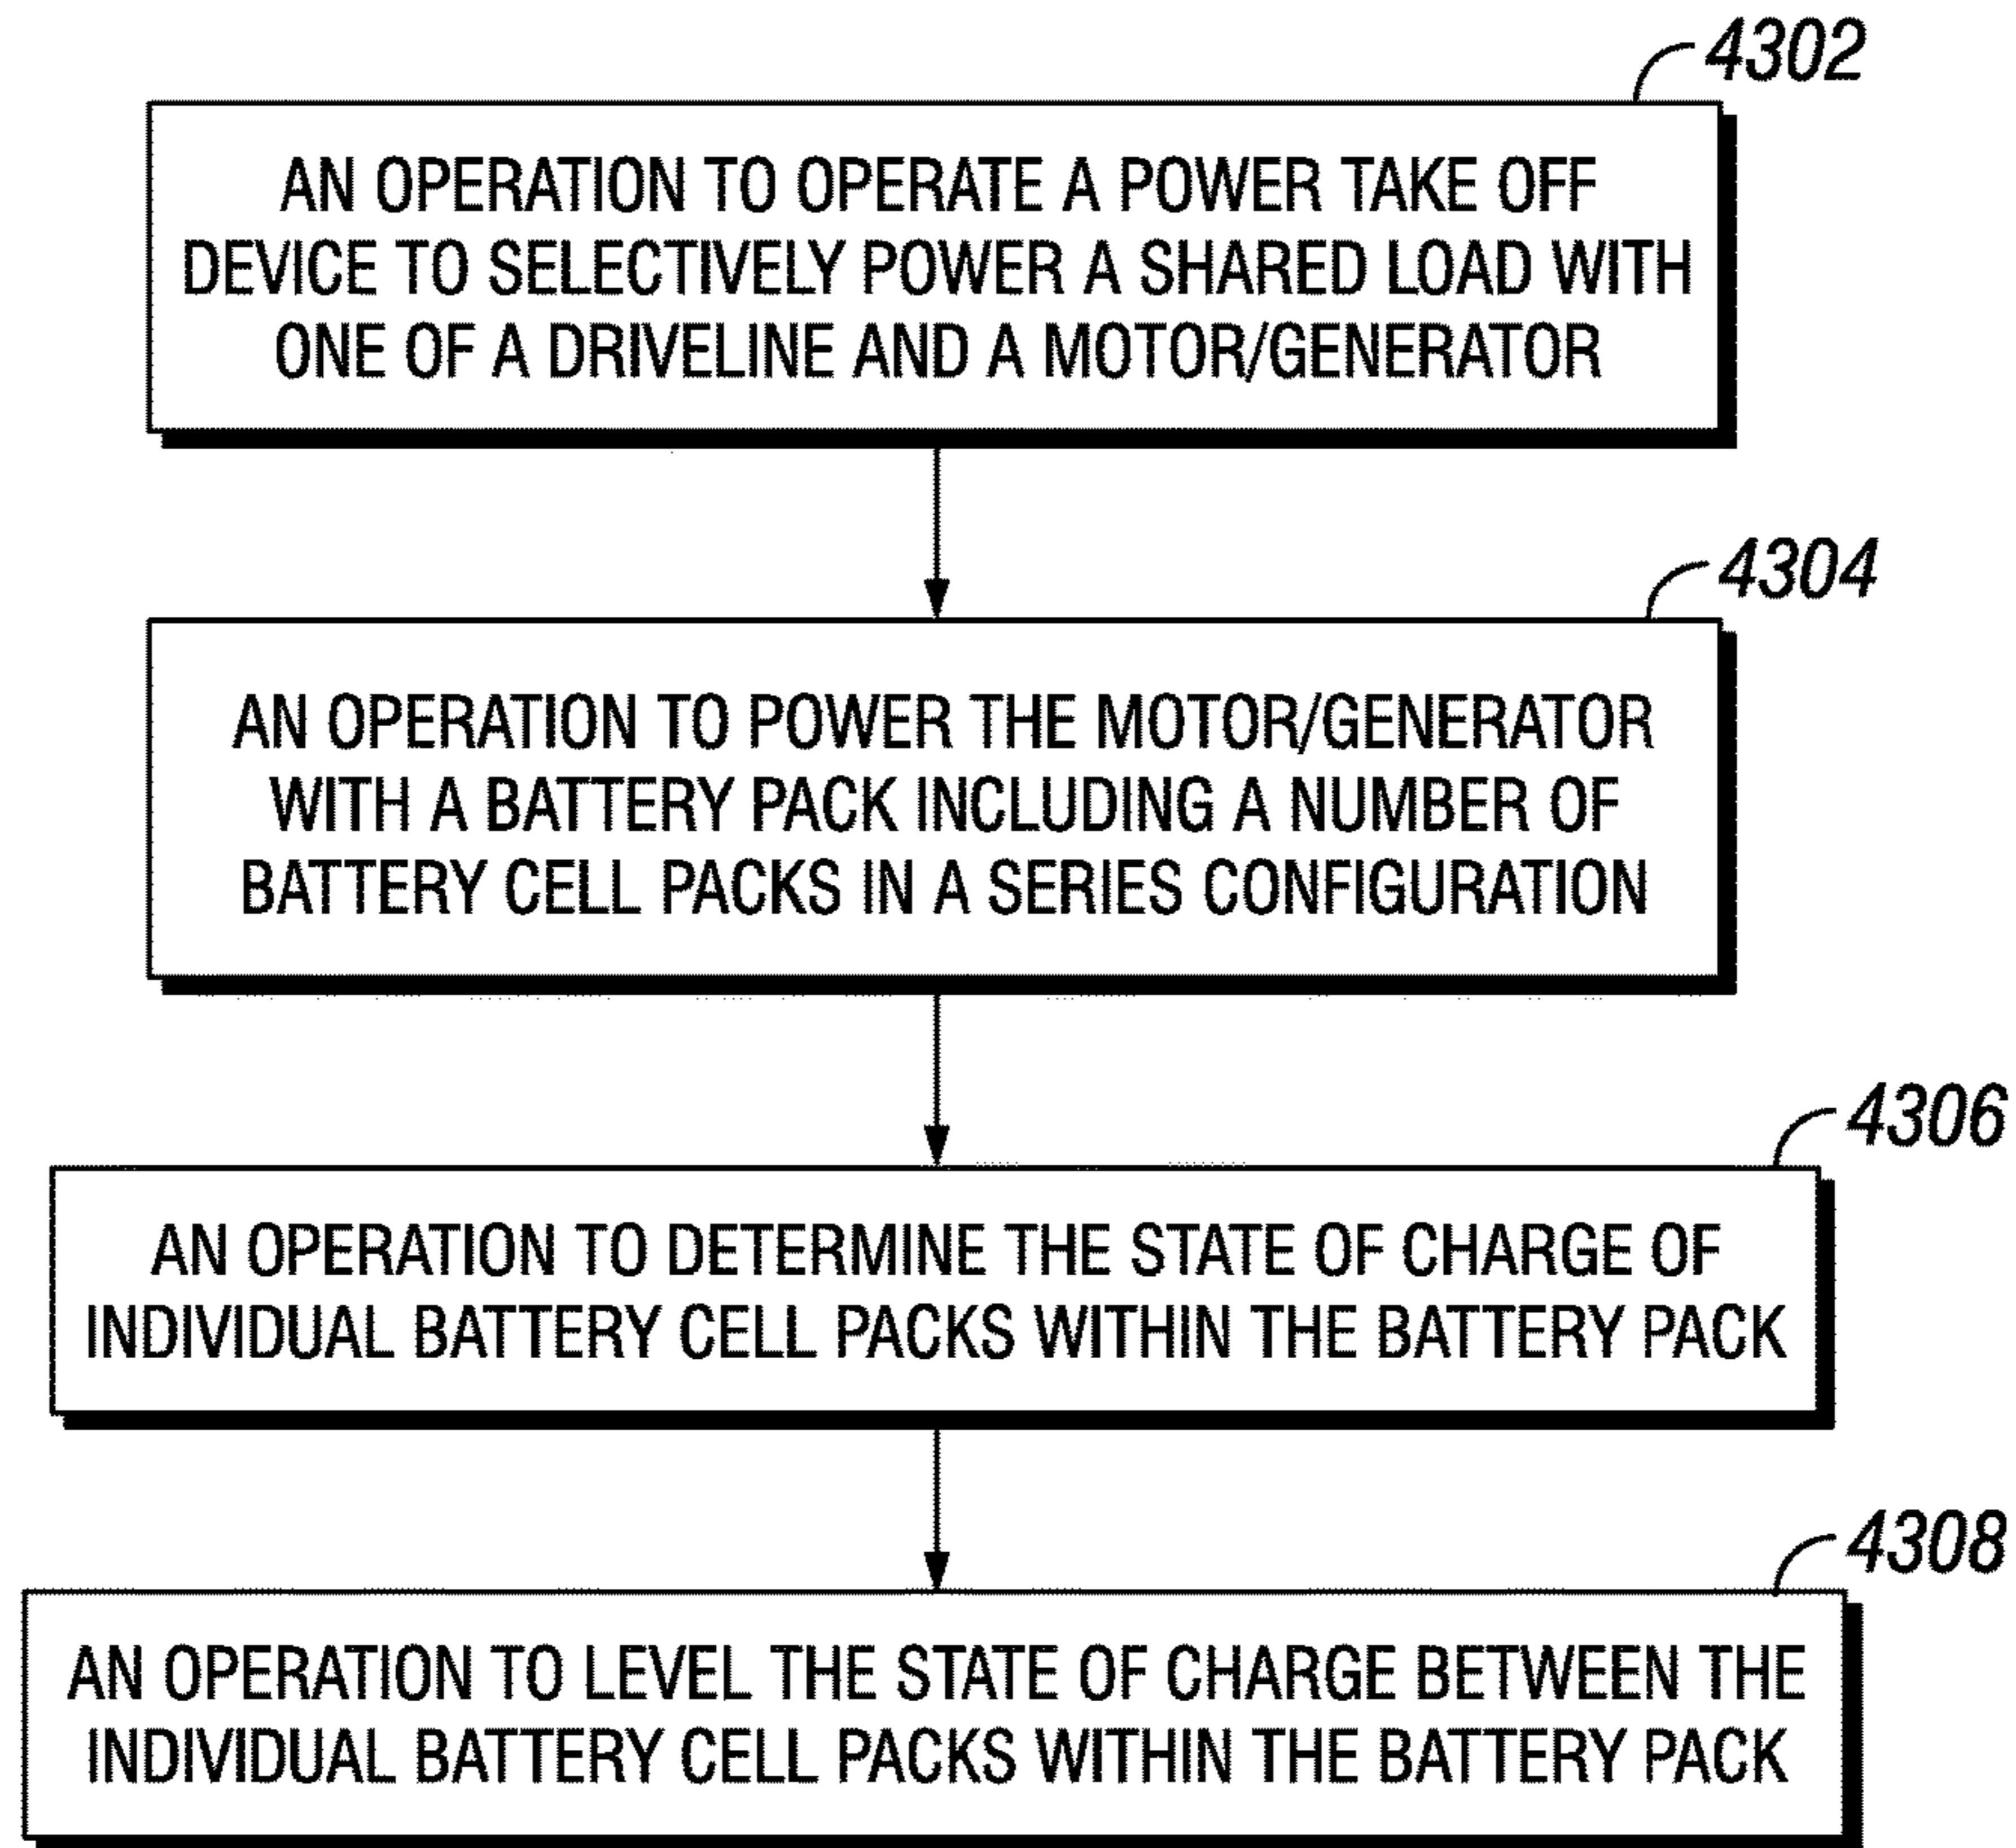 4302
AN OPERATION TO OPERATE A POWER TAKE OFF
DEVICE TO SELECTIVELY POWER A SHARED LOAD WITH
ONE OF A DRIVELINE AND A MOTOR/GENERATOR
4304
AN OPERATION TO POWER THE MOTOR/GENERATOR
WITH A BATTERY PACK INCLUDING A NUMBER OF
BATTERY CELL PACKS IN A SERIES CONFIGURATION
4306
AN OPERATION TO DETERMINE THE STATE OF CHARGE OF
INDIVIDUAL BATTERY CELL PACKS WITHIN THE BATTERY PACK
4308
AN OPERATION TO LEVEL THE STATE OF CHARGE BETWEEN THE
INDIVIDUAL BATTERY CELL PACKS WITHIN THE BATTERY PACK